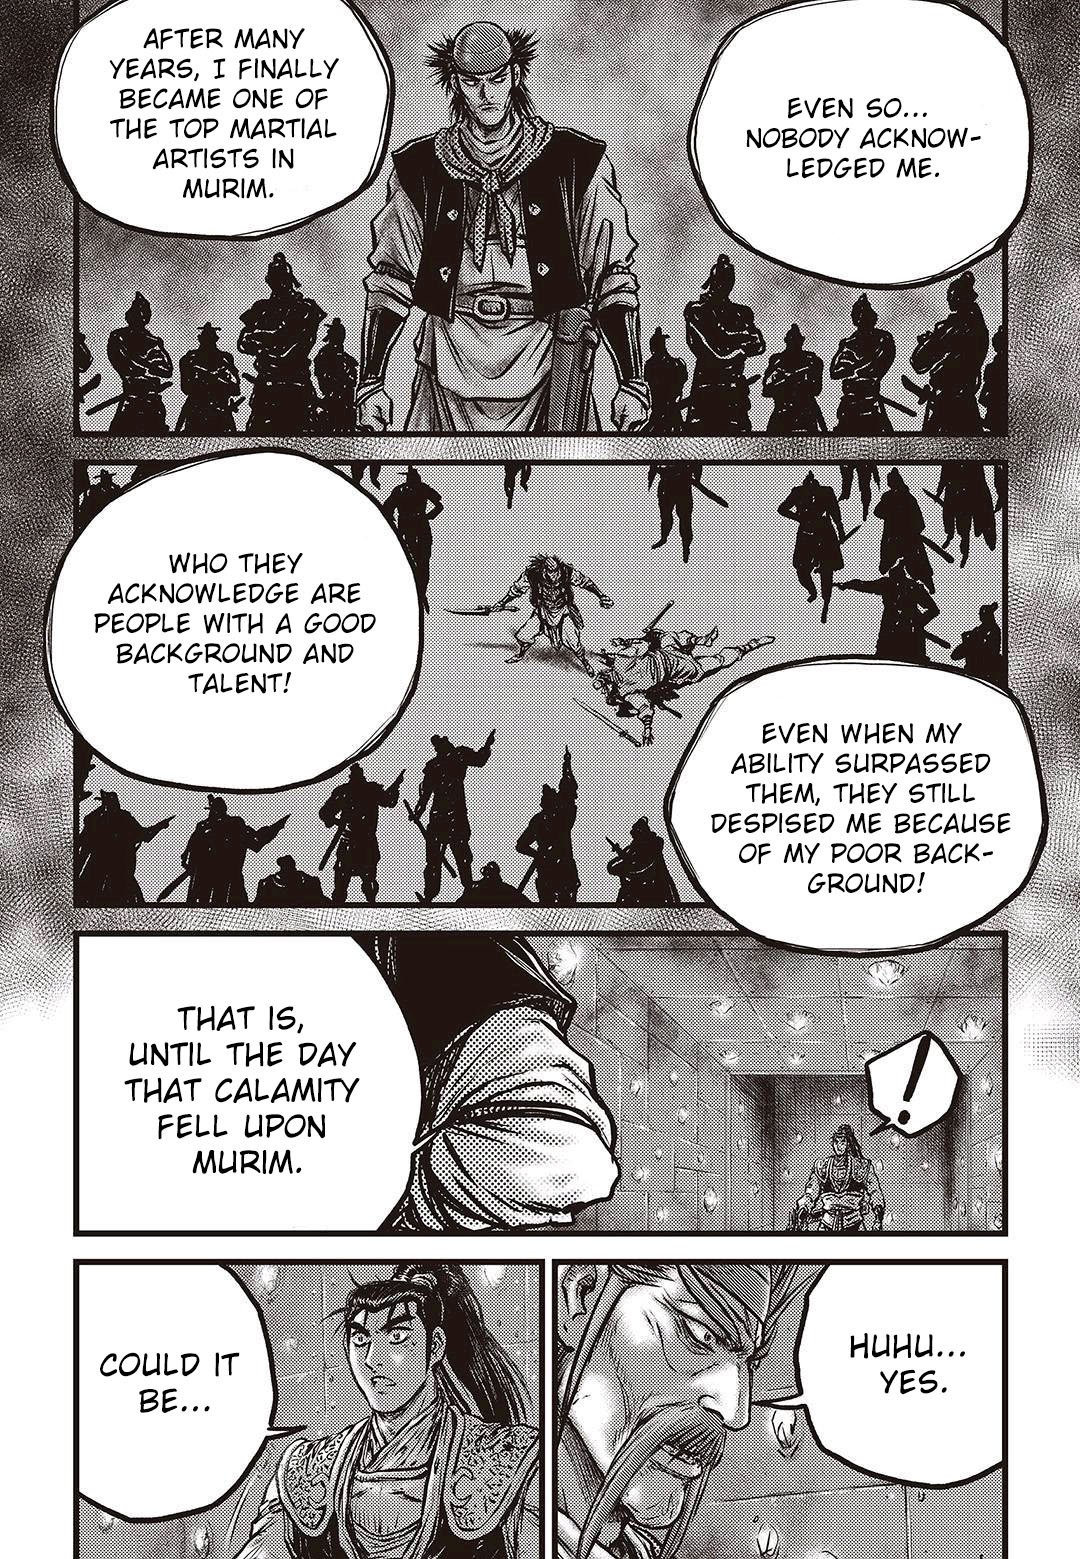 AFTER MANY
YEARS, I FINALLY
BECAME ONE OF
THE TOP MARTIAL
ARTISTS IN
MURIM.
EVEN SO...
NOBODY ACKNOW-
LEDGED ME.
WHO THEY
ACKNOWLEDGE ARE
PEOPLE WITH A GOOD
BACKGROUND AND
TALENT!
EVEN WHEN MY
ABILITY SURPASSED
THEM, THEY STILL
DESPISED ME BECAUSE
OF MY POOR BACK-
GROUND!
THAT IS,
UNTIL THE DAY
THAT CALAMITY
FELL UPON
MURIM.
!
COULD IT
BE...
HUHU...
YES.